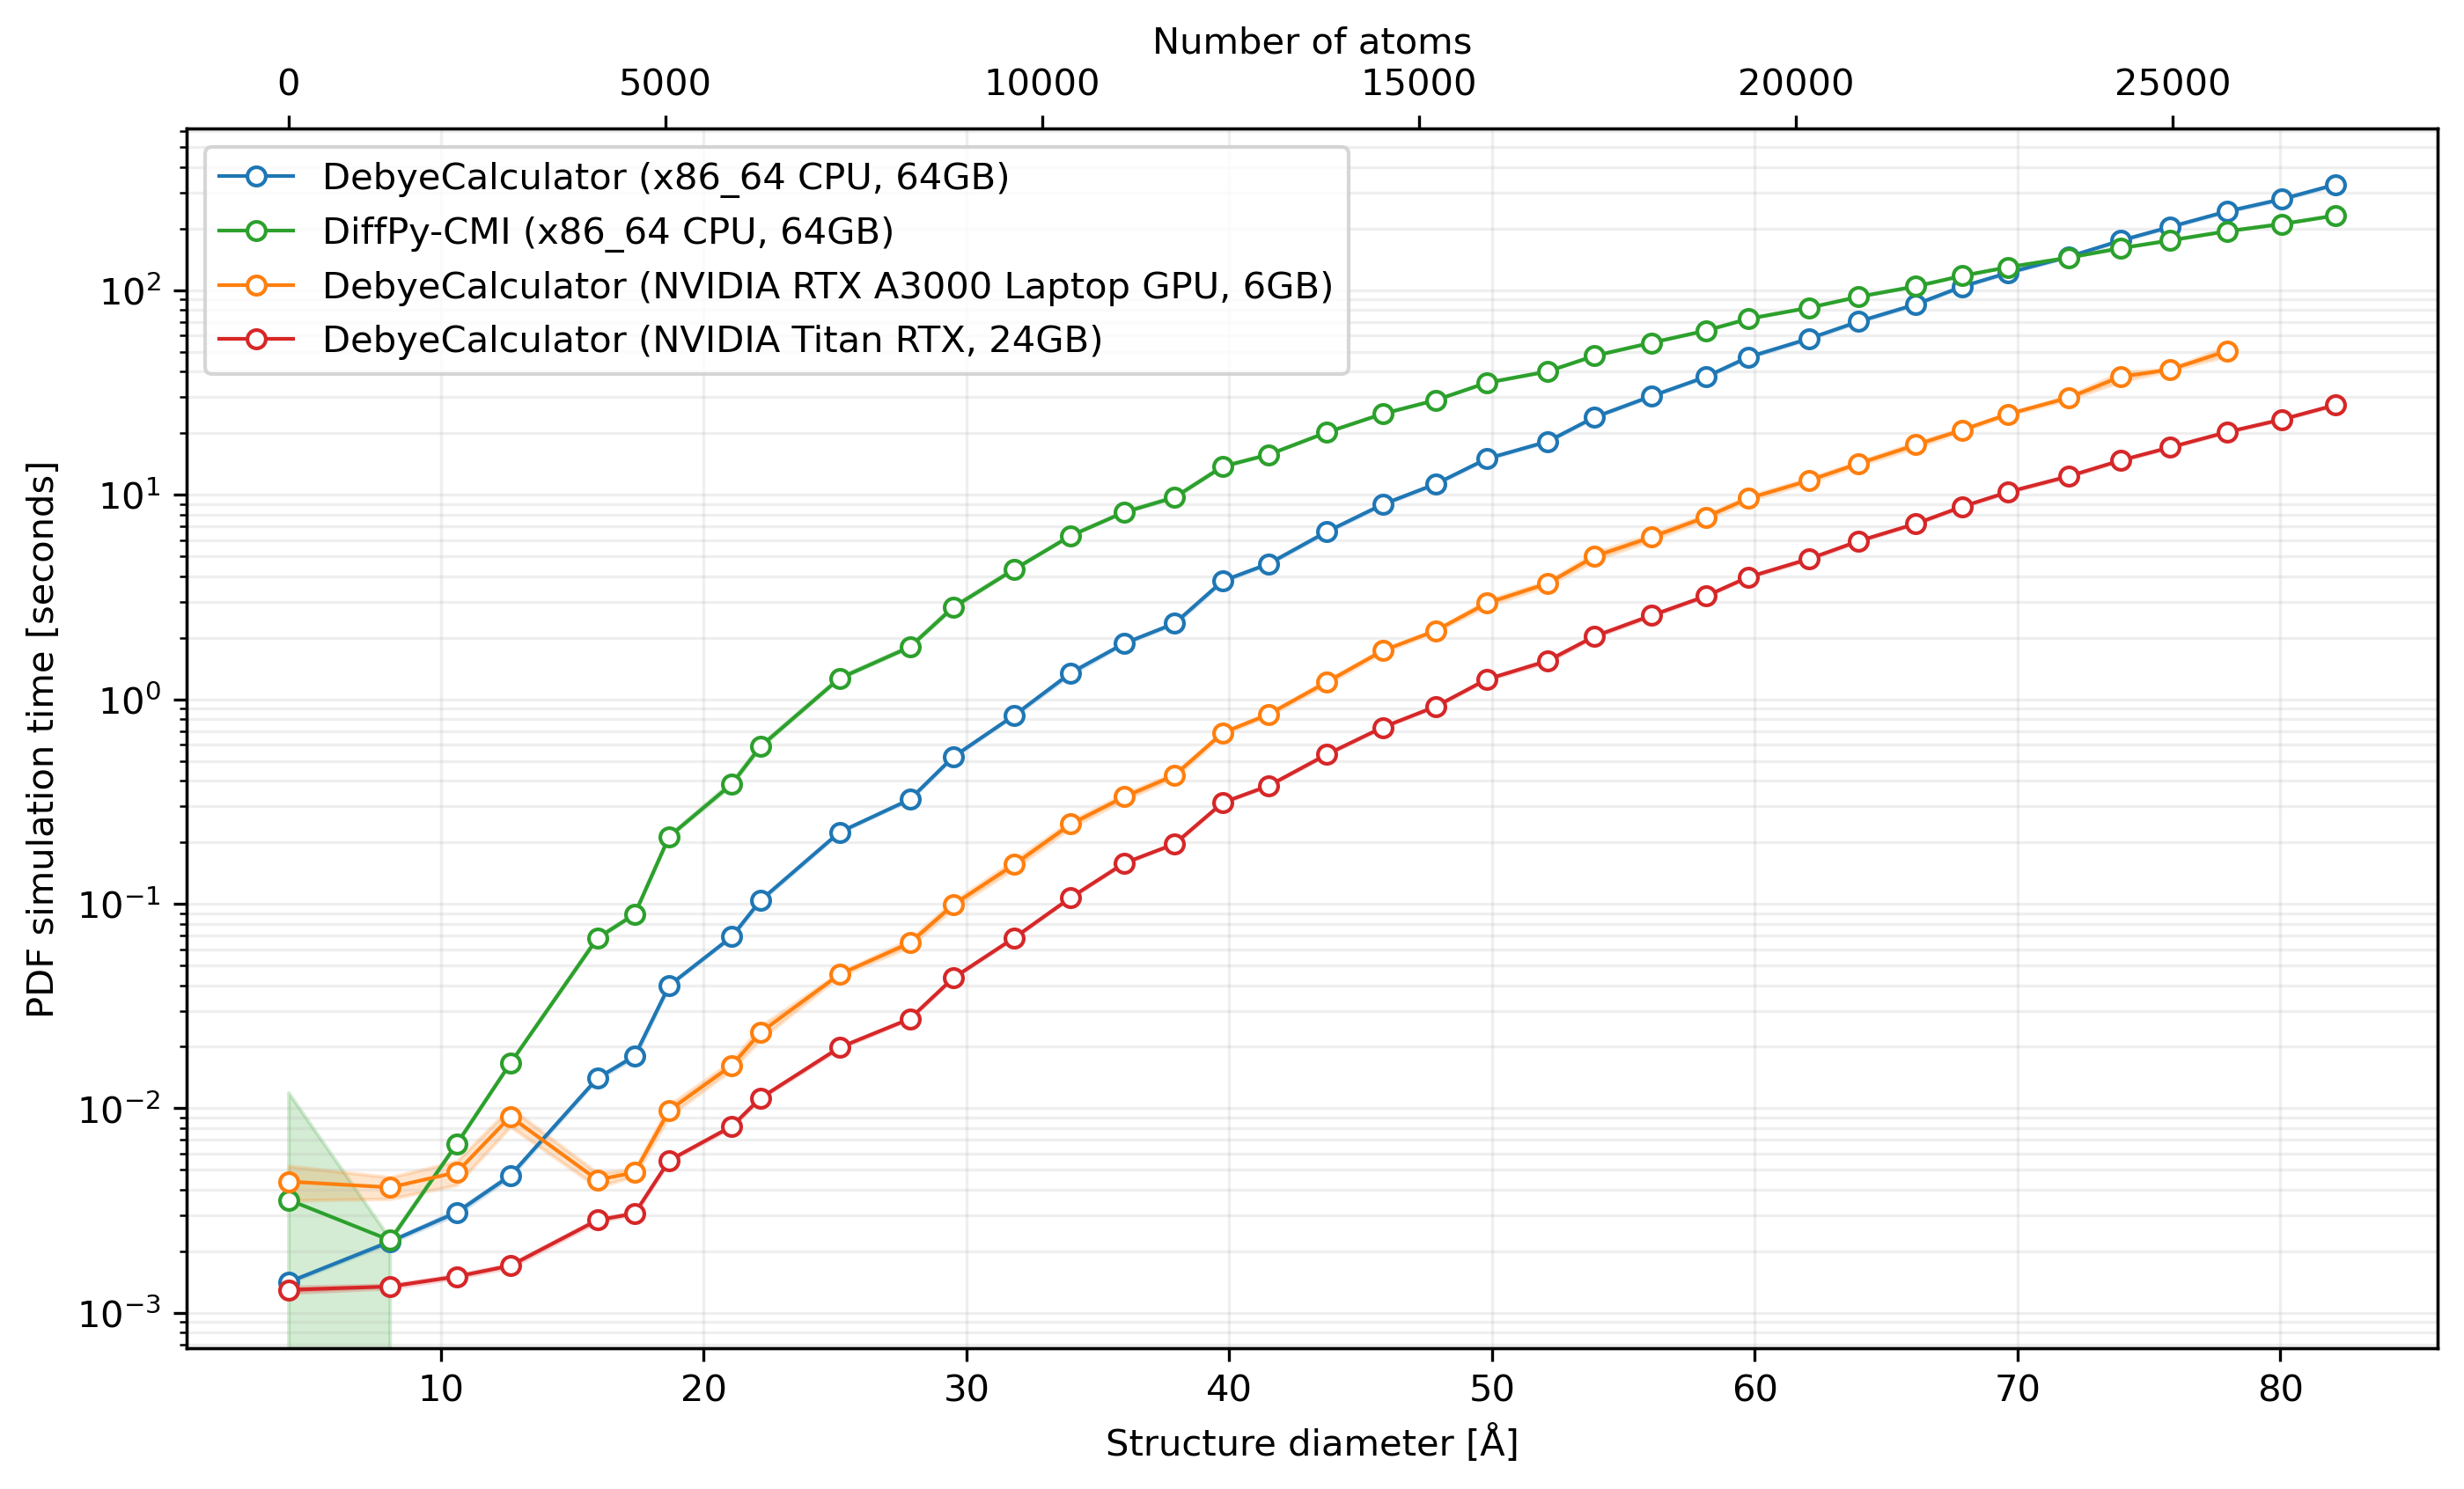 Number of atoms
0 5000 10000 15000 20000 25000
DebyeCalculator (x86_64 CPU, 64GB)
DiffPy-CMI (x86_64 CPU, 64GB)
DebyeCalculator (NVIDIA RTX A3000 Laptop GPU, 6GB)
DebyeCalculator (NVIDIA Titan RTX, 24GB)
PDF simulation time [seconds]
10²
10¹
10⁰
10⁻¹
10⁻²
10⁻³
10 20 30 40 50 60 70 80
Structure diameter [Å]